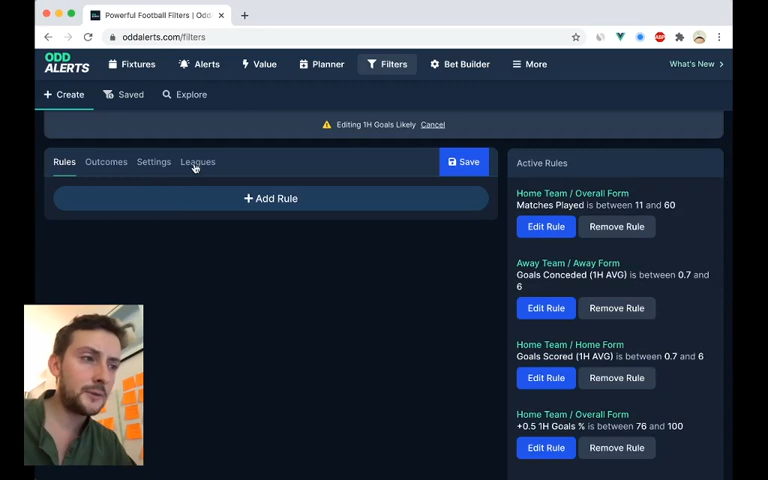 Powerful Football Filters | Odd
oddalerts.com/filters
ABP
ODD
ALERTS
Fixtures
Alerts
Value
Planner
Filters
Bet Builder
More
What's New
Create
Saved
Explore
Editing 1H Goals Likely Cancel
Rules
Outcomes
Settings
Leagues
Save
Add Rule
Active Rules
Home Team / Overall Form
Matches Played is between 11 and 60
Edit Rule
Remove Rule
Away Team / Away Form
Goals Conceded (1H AVG) is between 0.7 and
6
Edit Rule
Remove Rule
Home Team / Home Form
Goals Scored (1H AVG) is between 0.7 and 6
Edit Rule
Remove Rule
Home Team / Overall Form
+0.5 1H Goals % is between 76 and 100
Edit Rule
Remove Rule